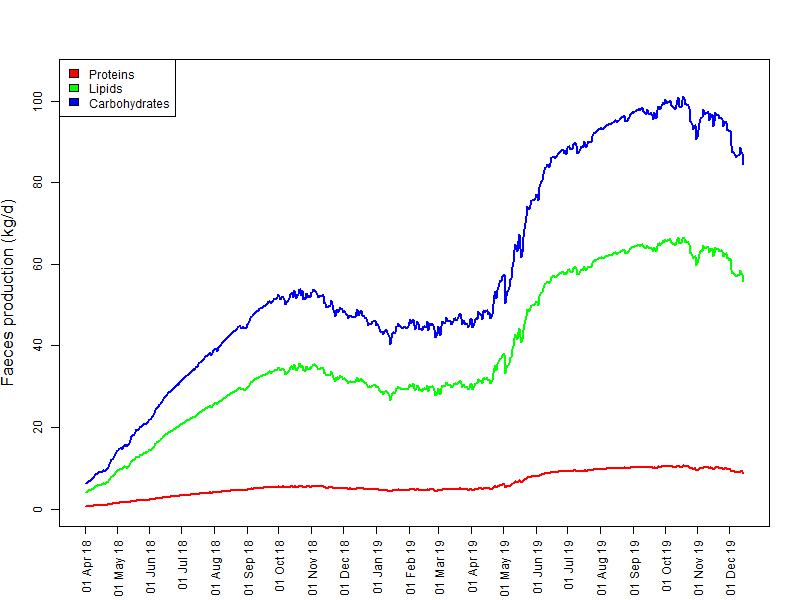 Proteins
Lipids
Carbohydrates
Faeces production (kg/d)
100
80
60
40
20
0
01 Apr 18
01 May 18
01 Jun 18
01 Jul 18
01 Aug 18
01 Sep 18
01 Oct 18
01 Nov 18
01 Dec 18
01 Jan 19
01 Feb 19
01 Mar 19
01 Apr 19
01 May 19
01 Jun 19
01 Jul 19
01 Aug 19
01 Sep 19
01 Oct 19
01 Nov 19
01 Dec 19